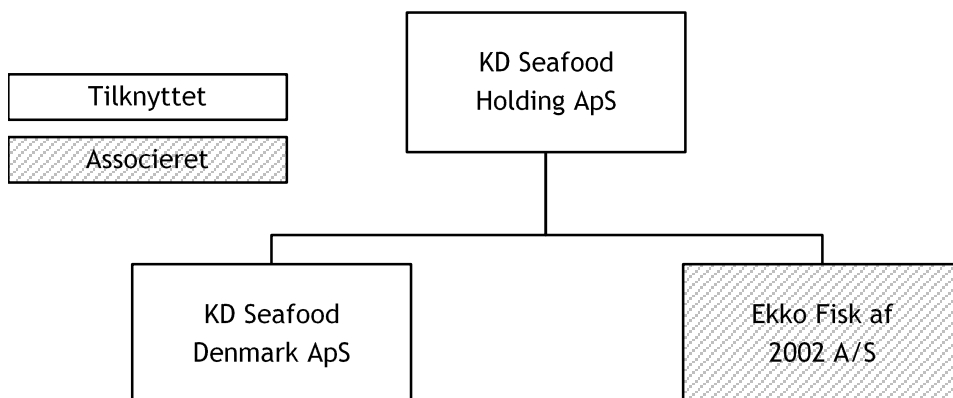 KD Seafood
Holding ApS
Tilknyttet
Associeret
KD Seafood
Denmark ApS
Ekko Fisk af
2002 A/S